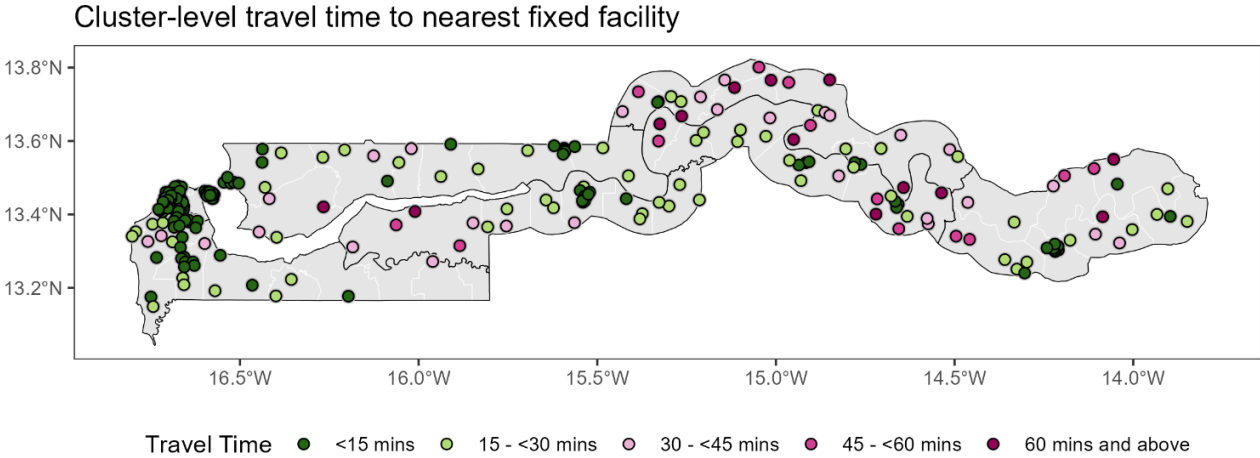 Cluster-level travel time to nearest fixed facility
13.8°N
13.6°N
13.4°N
13.2°N
16.5°W 16.0°W 15.5°W 15.0°W 14.5°W 14.0°W
Travel Time <15 mins 15 - <30 mins 30 - <45 mins 45 - <60 mins 60 mins and above